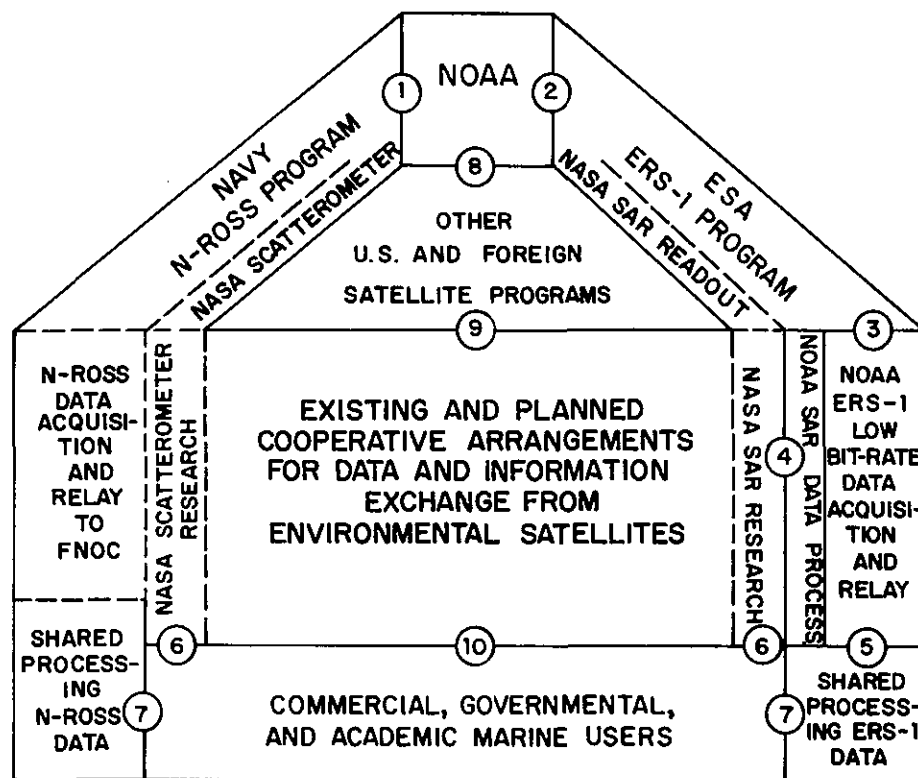 NOAA
1
2
NAVY
N-ROSS PROGRAM
NASA SCATTEROMETER
8
ESA
ERS-1 PROGRAM
NASA SAR READOUT
OTHER
U.S. AND FOREIGN
SATELLITE PROGRAMS
9
3
N-ROSS
DATA
ACQUISI-
TION
AND
RELAY
TO
FNOC
NASA SCATTEROMETER
RESEARCH
EXISTING AND PLANNED
COOPERATIVE ARRANGEMENTS
FOR DATA AND INFORMATION
EXCHANGE FROM
ENVIRONMENTAL SATELLITES
NASA SAR RESEARCH
4
NOAA SAR DATA PROCESS
NOAA
ERS-1
LOW
BIT-RATE
DATA
ACQUISI-
TION
AND
RELAY
6
10
6
5
SHARED
PROCESS-
ING
N-ROSS
DATA
7
COMMERCIAL, GOVERNMENTAL,
AND ACADEMIC MARINE USERS
7
SHARED
PROCESS-
ING ERS-1
DATA